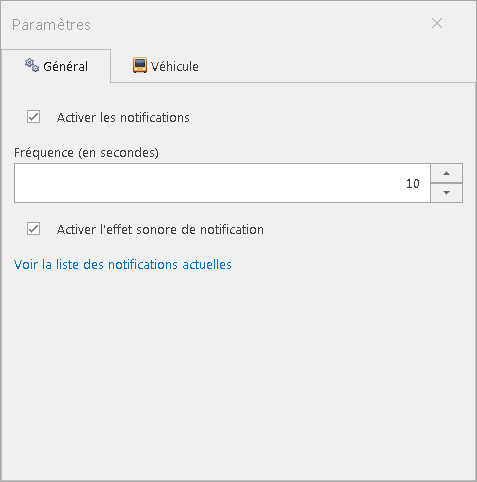 Paramètres
Général
Véhicule
Activer les notifications
Fréquence (en secondes)
10
Activer l'effet sonore de notification
Voir la liste des notifications actuelles